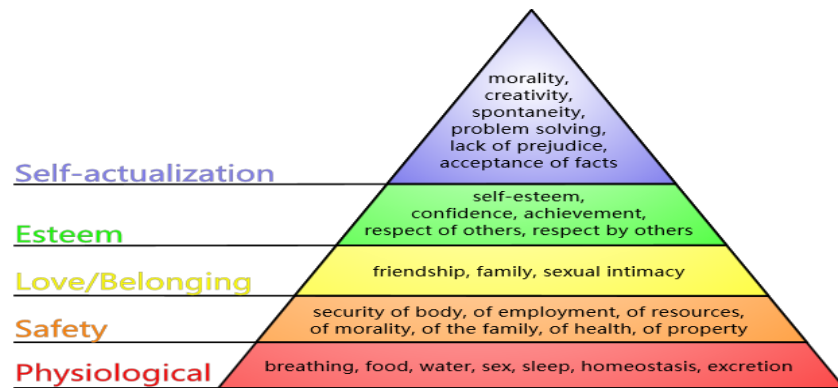 morality,
creativity,
spontaneity,
problem solving,
lack of prejudice,
acceptance of facts
Self-actualization
self-esteem,
confidence, achievement,
respect of others, respect by others
Esteem
friendship, family, sexual intimacy
Love/Belonging
security of body, of employment, of resources,
of morality, of the family, of health, of property
Safety
breathing, food, water, sex, sleep, homeostasis, excretion
Physiological